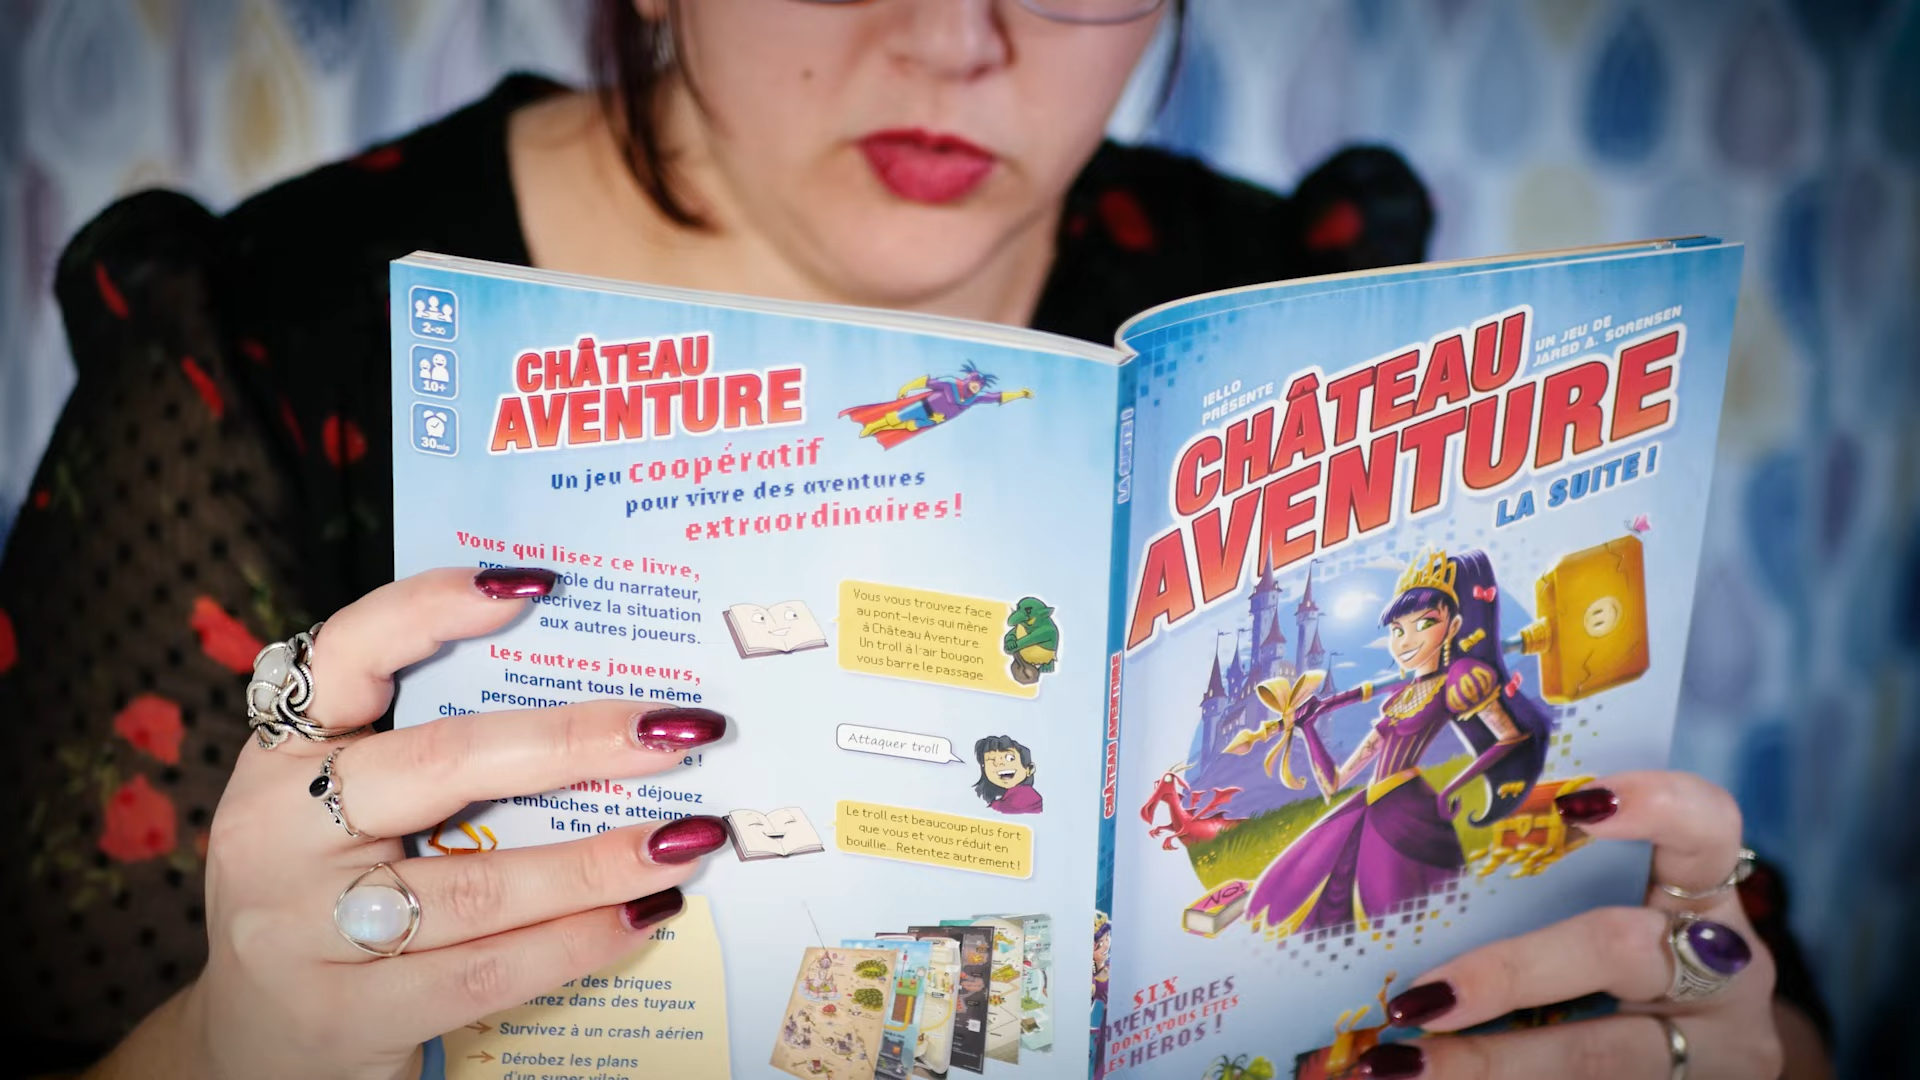 2-∞
10+
30min
CHÂTEAU
AVENTURE
Un jeu coopératif
pour vivre des aventures
extraordinaires!
Vous qui lisez ce livre,
rôle du narrateur,
décrivez la situation
aux autres joueurs.
Les autres joueurs,
incarnant tous le même
déjouez
embûches et atteignez
la fin
des briques
dans des tuyaux
→ Survivez à un crash aérien
→ Dérobez les plans
d'un super vilain
Vous vous trouvez face
au pont-levis qui mène
à Château Aventure
Un troll à l'air bougon
vous barre le passage
Attaquer troll
Le troll est beaucoup plus fort
que vous et vous réduit en
bouillie... Retentez autrement!
LA SUITE!
CHÂTEAU AVENTURE
IELLO
PRÉSENTE
UN JEU DE
JARED A. SORENSEN
CHÂTEAU
AVENTURE
LA SUITE!
NO!
SIX
AVENTURES
DONT VOUS ÊTES
LES HÉROS!